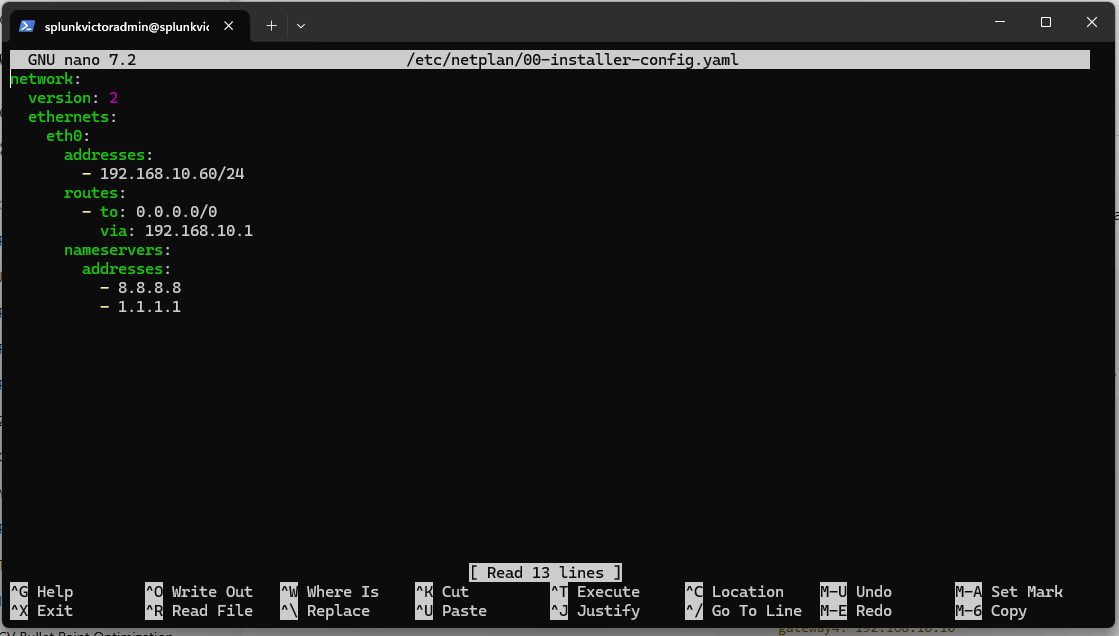 splunkvictoradmin@splunkvic
GNU nano 7.2 /etc/netplan/00-installer-config.yaml
network:
  version: 2
  ethernets:
    eth0:
      addresses:
        - 192.168.10.60/24
      routes:
        - to: 0.0.0.0/0
          via: 192.168.10.1
      nameservers:
        addresses:
          - 8.8.8.8
          - 1.1.1.1
[ Read 13 lines ]
^G Help ^O Write Out ^W Where Is ^K Cut ^T Execute ^C Location M-U Undo M-A Set Mark
^X Exit ^R Read File ^\ Replace ^U Paste ^J Justify ^/ Go To Line M-E Redo M-6 Copy
gateway4: 192.168.10.10
CV Bullet Point Optimization